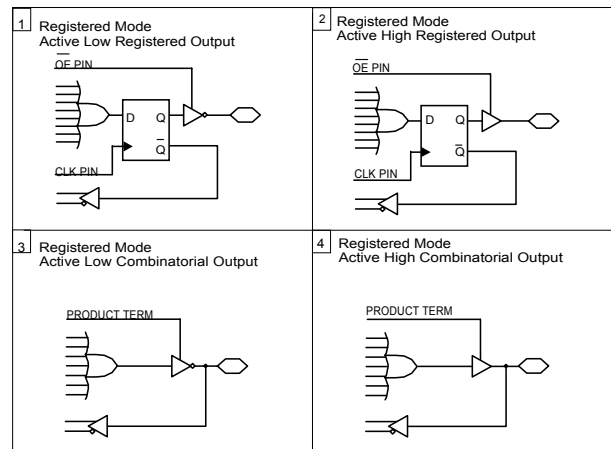 1
Registered Mode
Active Low Registered Output
OE PIN
D Q
Q
CLK PIN
2
Registered Mode
Active High Registered Output
OE PIN
D Q
Q
CLK PIN
3
Registered Mode
Active Low Combinatorial Output
PRODUCT TERM
4
Registered Mode
Active High Combinatorial Output
PRODUCT TERM